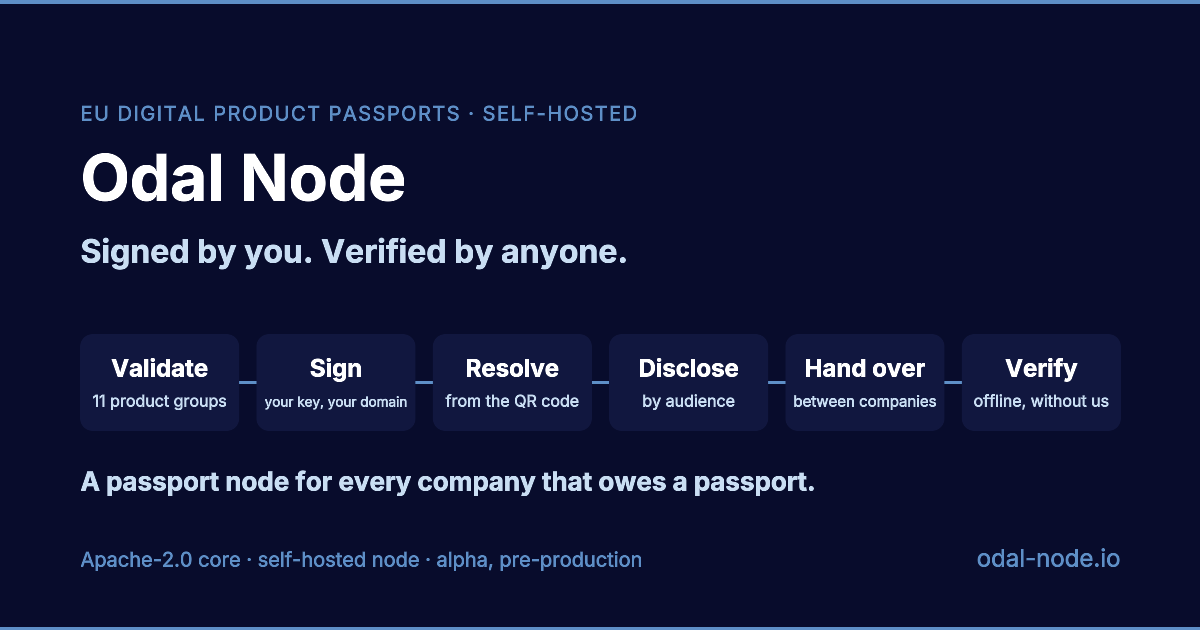 EU DIGITAL PRODUCT PASSPORTS · SELF-HOSTED
Odal Node
Signed by you. Verified by anyone.
Validate
11 product groups
Sign
your key, your domain
Resolve
from the QR code
Disclose
by audience
Hand over
between companies
Verify
offline, without us
A passport node for every company that owes a passport.
Apache-2.0 core · self-hosted node · alpha, pre-production
odal-node.io